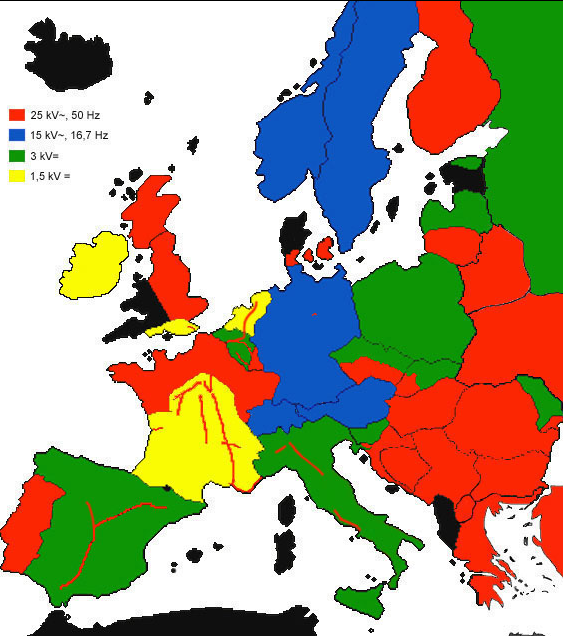 25 kV~, 50 Hz
15 kV~, 16,7 Hz
3 kV=
1,5 kV =